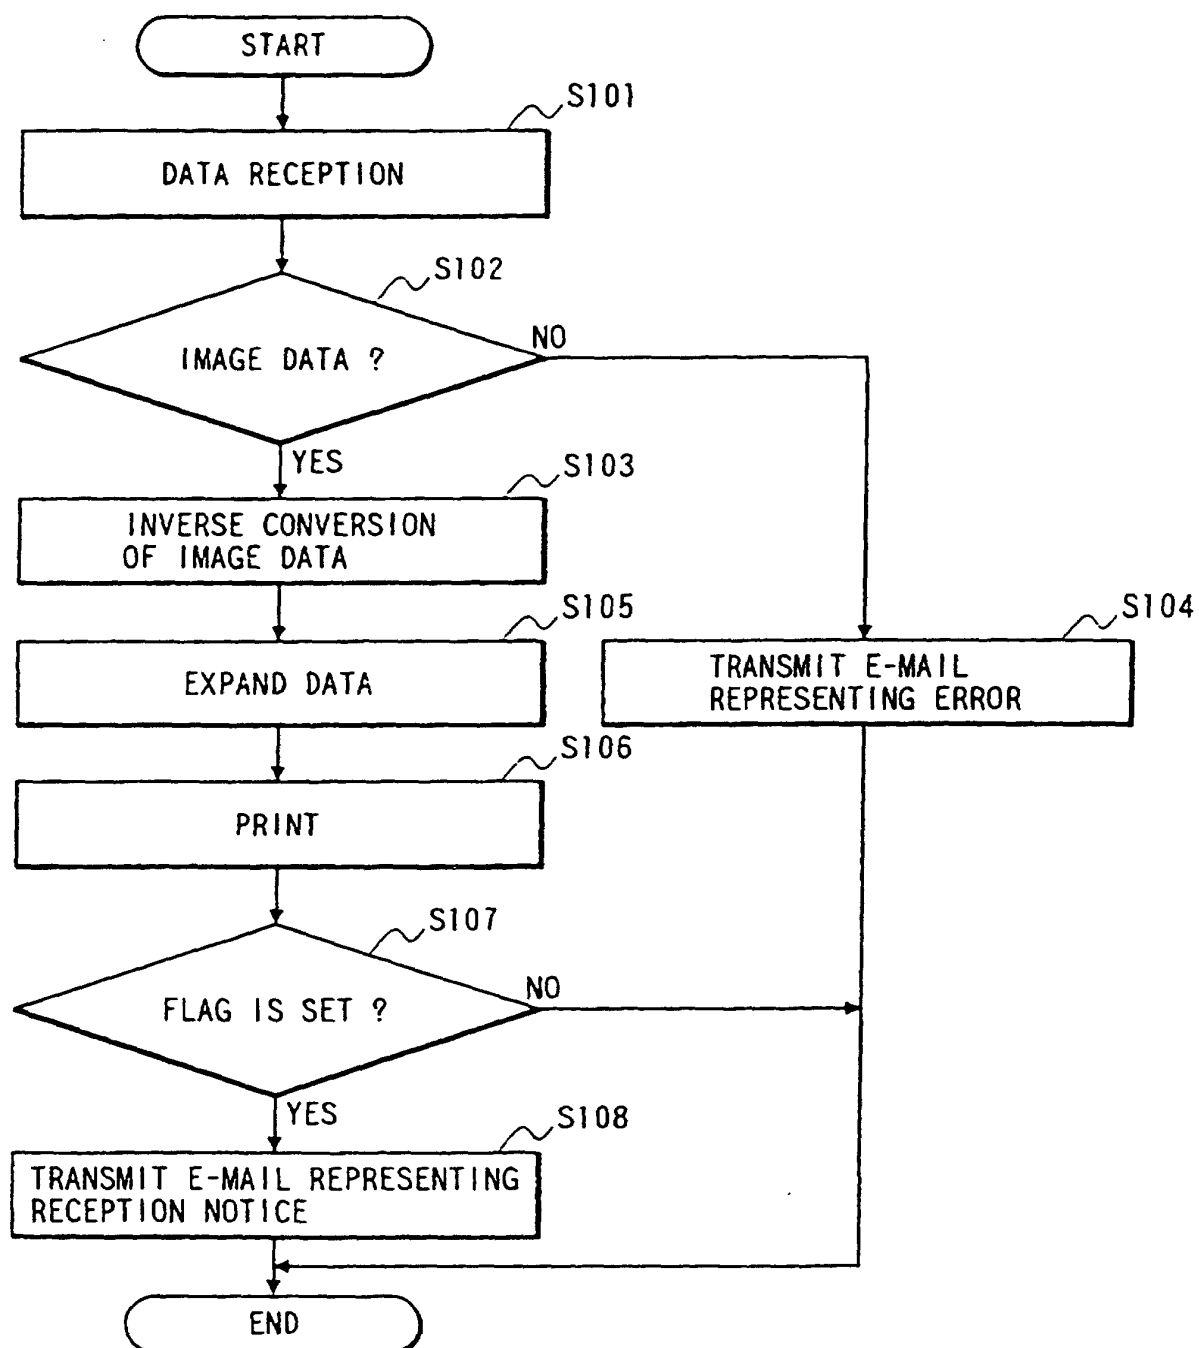 START
S101
DATA RECEPTION
S102
IMAGE DATA ?
NO
YES
S103
INVERSE CONVERSION
OF IMAGE DATA
S105
EXPAND DATA
S104
TRANSMIT E-MAIL
REPRESENTING ERROR
S106
PRINT
S107
FLAG IS SET ?
NO
YES
S108
TRANSMIT E-MAIL REPRESENTING
RECEPTION NOTICE
END